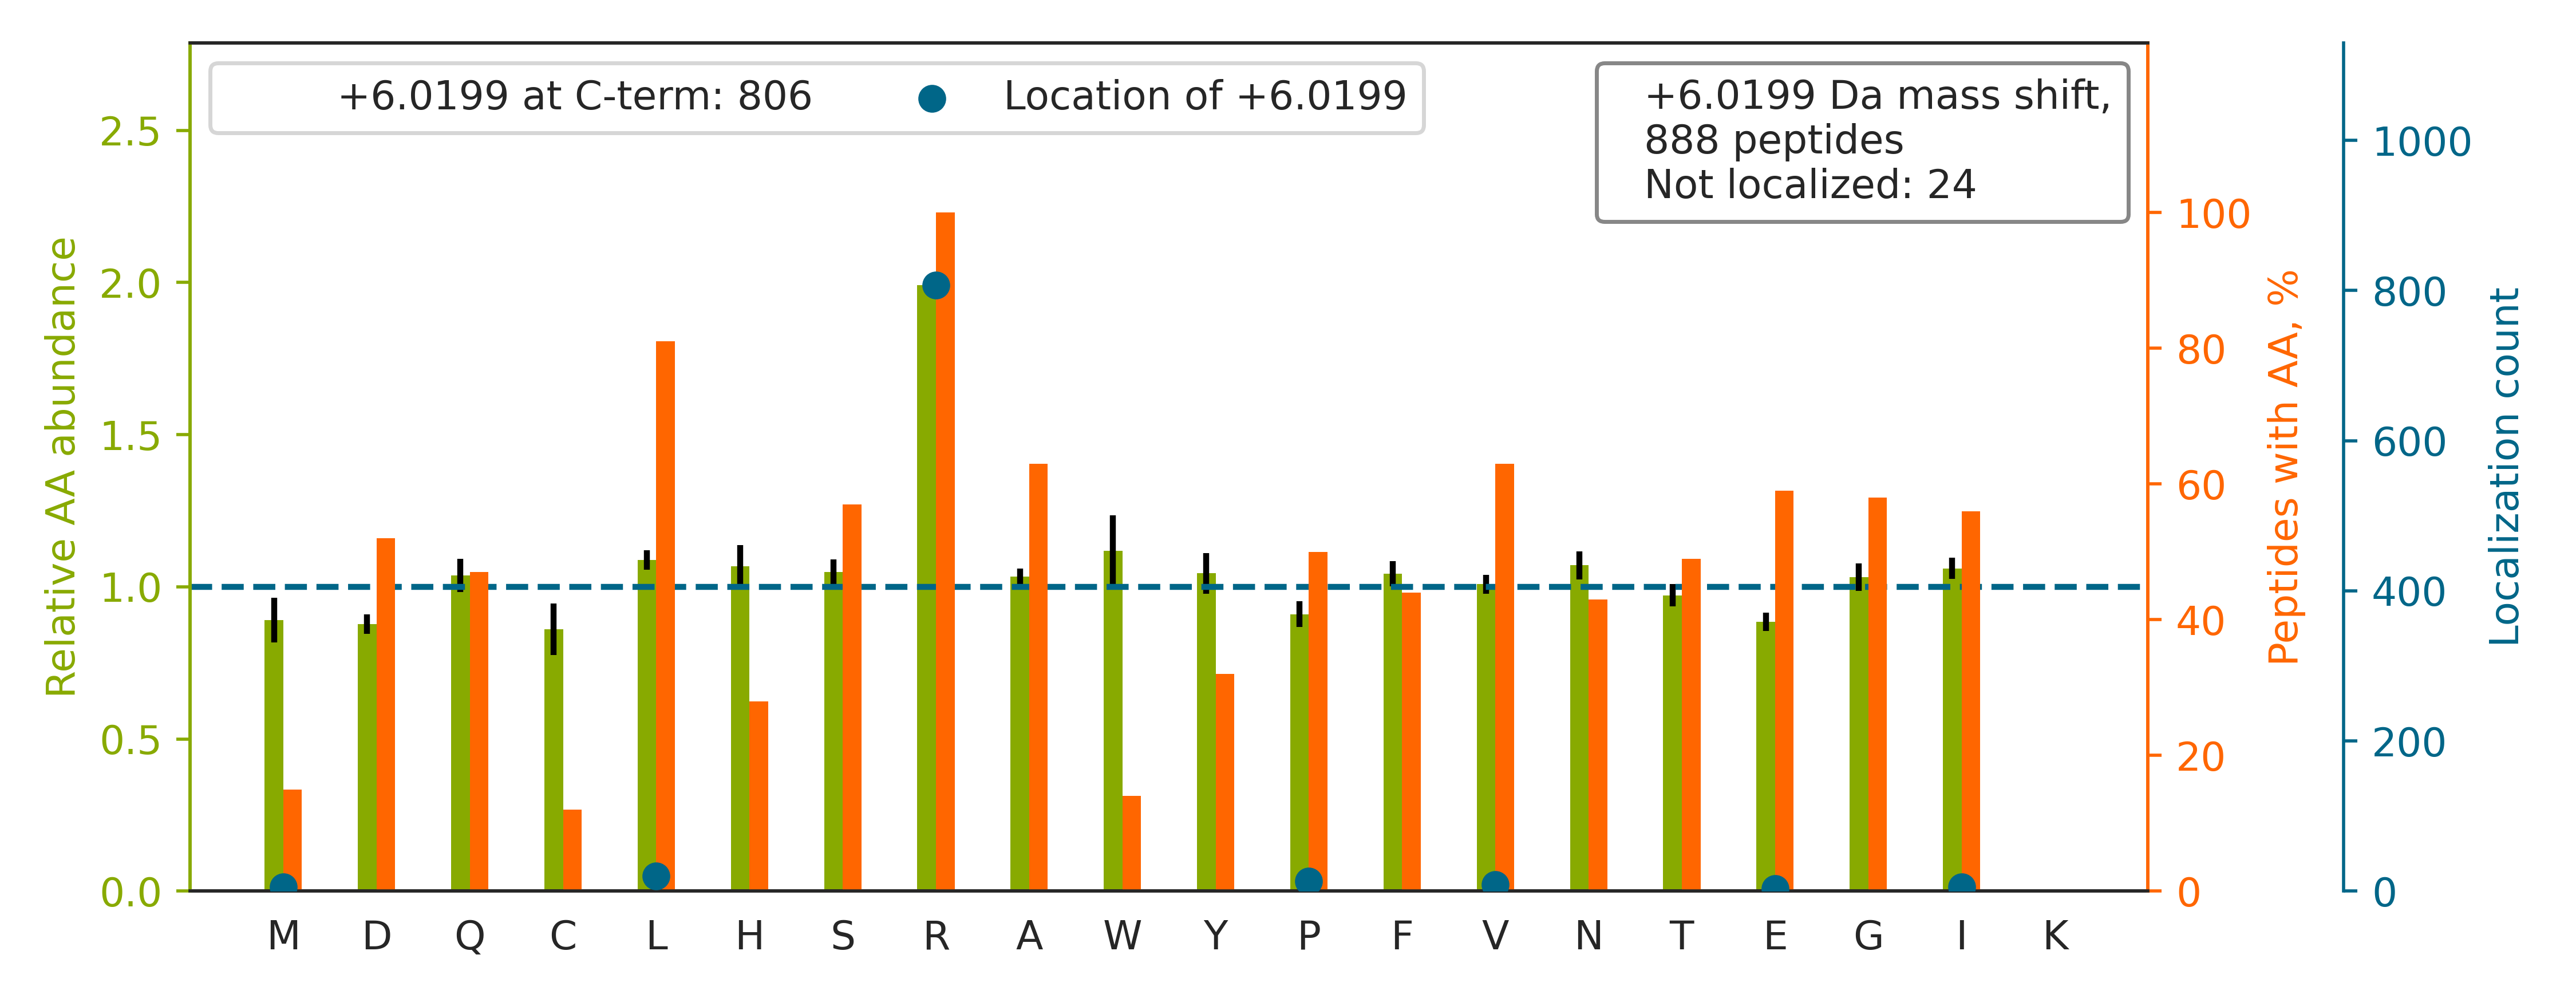 +6.0199 at C-term: 806
Location of +6.0199
+6.0199 Da mass shift,
888 peptides
Not localized: 24
Relative AA abundance
2.5
2.0
1.5
1.0
0.5
0.0
100
80
60
40
20
0
Peptides with AA, %
1000
800
600
400
200
0
Localization count
M D Q C L H S R A W Y P F V N T E G I K